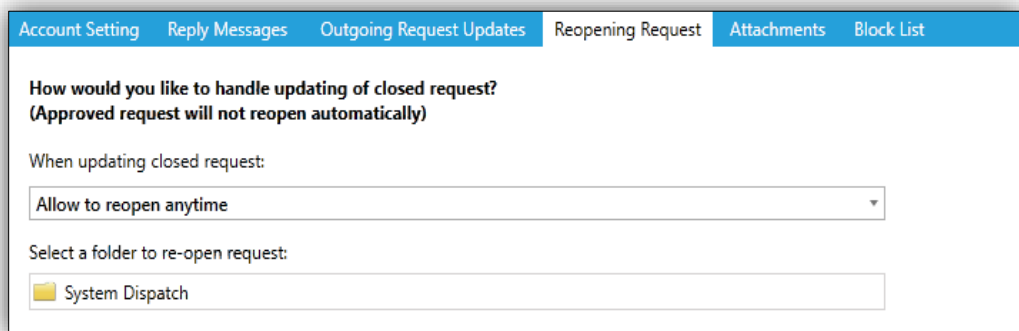 Account Setting Reply Messages Outgoing Request Updates Reopening Request Attachments Block List
How would you like to handle updating of closed request?
(Approved request will not reopen automatically)
When updating closed request:
Allow to reopen anytime
Select a folder to re-open request:
System Dispatch